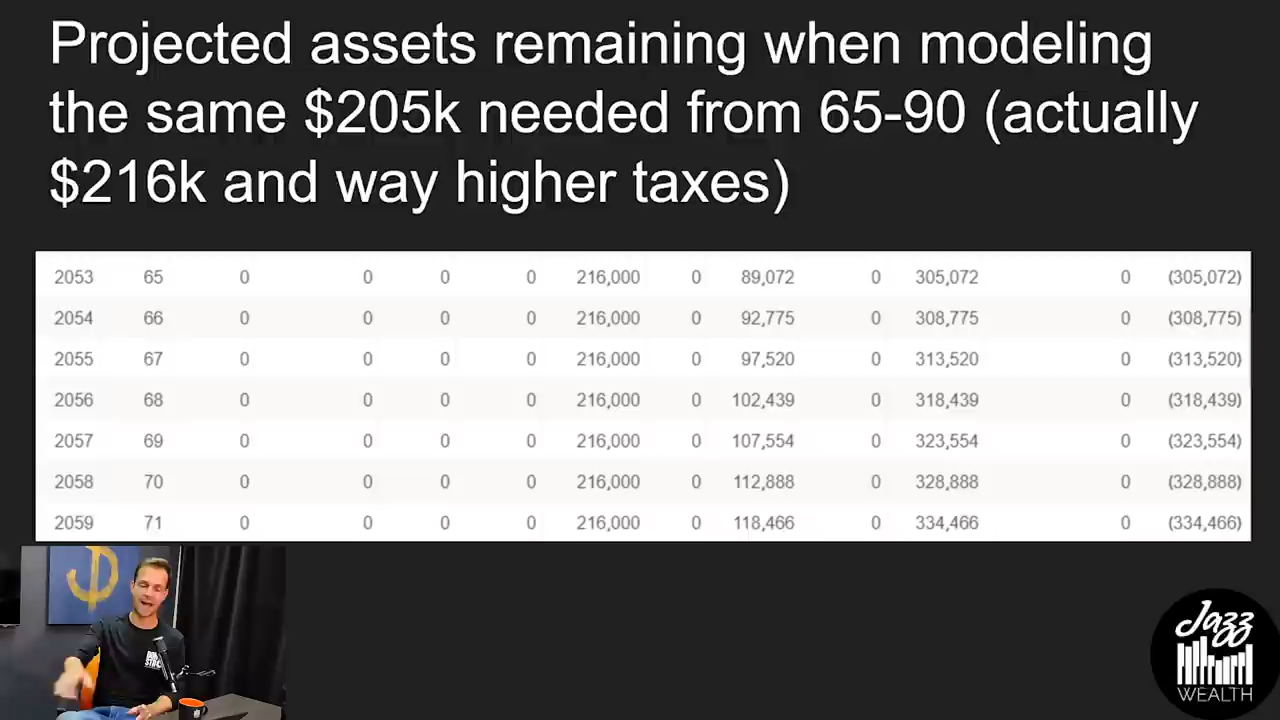 Projected assets remaining when modeling
the same $205k needed from 65-90 (actually
$216k and way higher taxes)
2053 65 0 0 0 0 216,000 0 89,072 0 305,072 0 (305,072)
2054 66 0 0 0 0 216,000 0 92,775 0 308,775 0 (308,775)
2055 67 0 0 0 0 216,000 0 97,520 0 313,520 0 (313,520)
2056 68 0 0 0 0 216,000 0 102,439 0 318,439 0 (318,439)
2057 69 0 0 0 0 216,000 0 107,554 0 323,554 0 (323,554)
2058 70 0 0 0 0 216,000 0 112,888 0 328,888 0 (328,888)
2059 71 0 0 0 0 216,000 0 118,466 0 334,466 0 (334,466)
Jazz
WEALTH